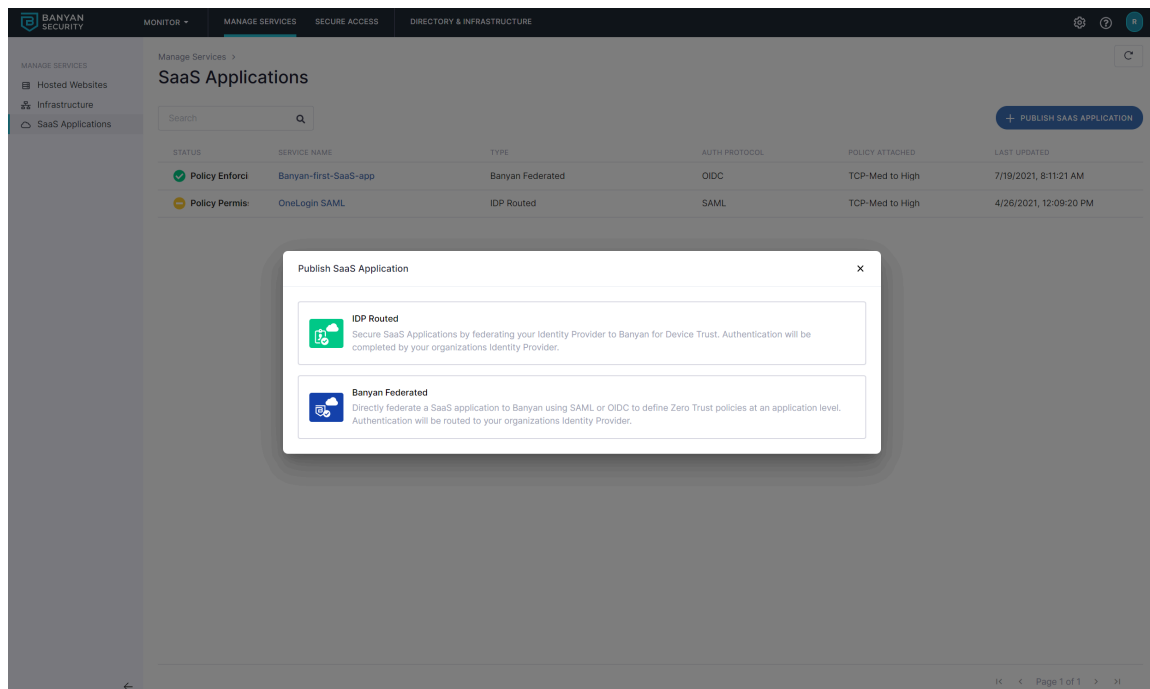 BANYAN
SECURITY
MONITOR
MANAGE SERVICES
SECURE ACCESS
DIRECTORY & INFRASTRUCTURE
R
MANAGE SERVICES
Hosted Websites
Infrastructure
SaaS Applications
Manage Services >
SaaS Applications
Search
+ PUBLISH SAAS APPLICATION
STATUS SERVICE NAME TYPE AUTH PROTOCOL POLICY ATTACHED LAST UPDATED
Policy Enforci Banyan-first-SaaS-app Banyan Federated OIDC TCP-Med to High 7/19/2021, 8:11:21 AM
Policy Permis OneLogin SAML IDP Routed SAML TCP-Med to High 4/26/2021, 12:09:20 PM
Publish SaaS Application
IDP Routed
Secure SaaS Applications by federating your Identity Provider to Banyan for Device Trust. Authentication will be
completed by your organizations Identity Provider.
Banyan Federated
Directly federate a SaaS application to Banyan using SAML or OIDC to define Zero Trust policies at an application level.
Authentication will be routed to your organizations Identity Provider.
Page 1 of 1